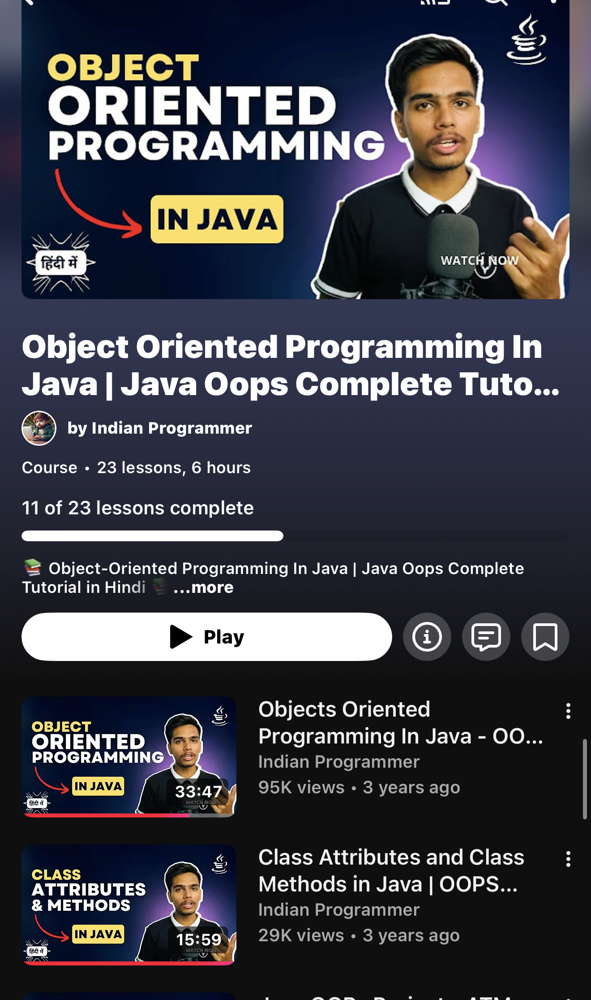 OBJECT
ORIENTED
PROGRAMMING
IN JAVA
हिंदी में
WATCH NOW
Object Oriented Programming In
Java | Java Oops Complete Tuto...
by Indian Programmer
Course • 23 lessons, 6 hours
11 of 23 lessons complete
📚 Object-Oriented Programming In Java | Java Oops Complete
Tutorial in Hindi 📚 ...more
Play
OBJECT
ORIENTED
PROGRAMMING
IN JAVA
हिंदी में
33:47
WATCH NOW
Objects Oriented
Programming In Java - OO...
Indian Programmer
95K views • 3 years ago
CLASS
ATTRIBUTES
& METHODS
IN JAVA
हिंदी में
15:59
WATCH NOW
Class Attributes and Class
Methods in Java | OOPS...
Indian Programmer
29K views • 3 years ago